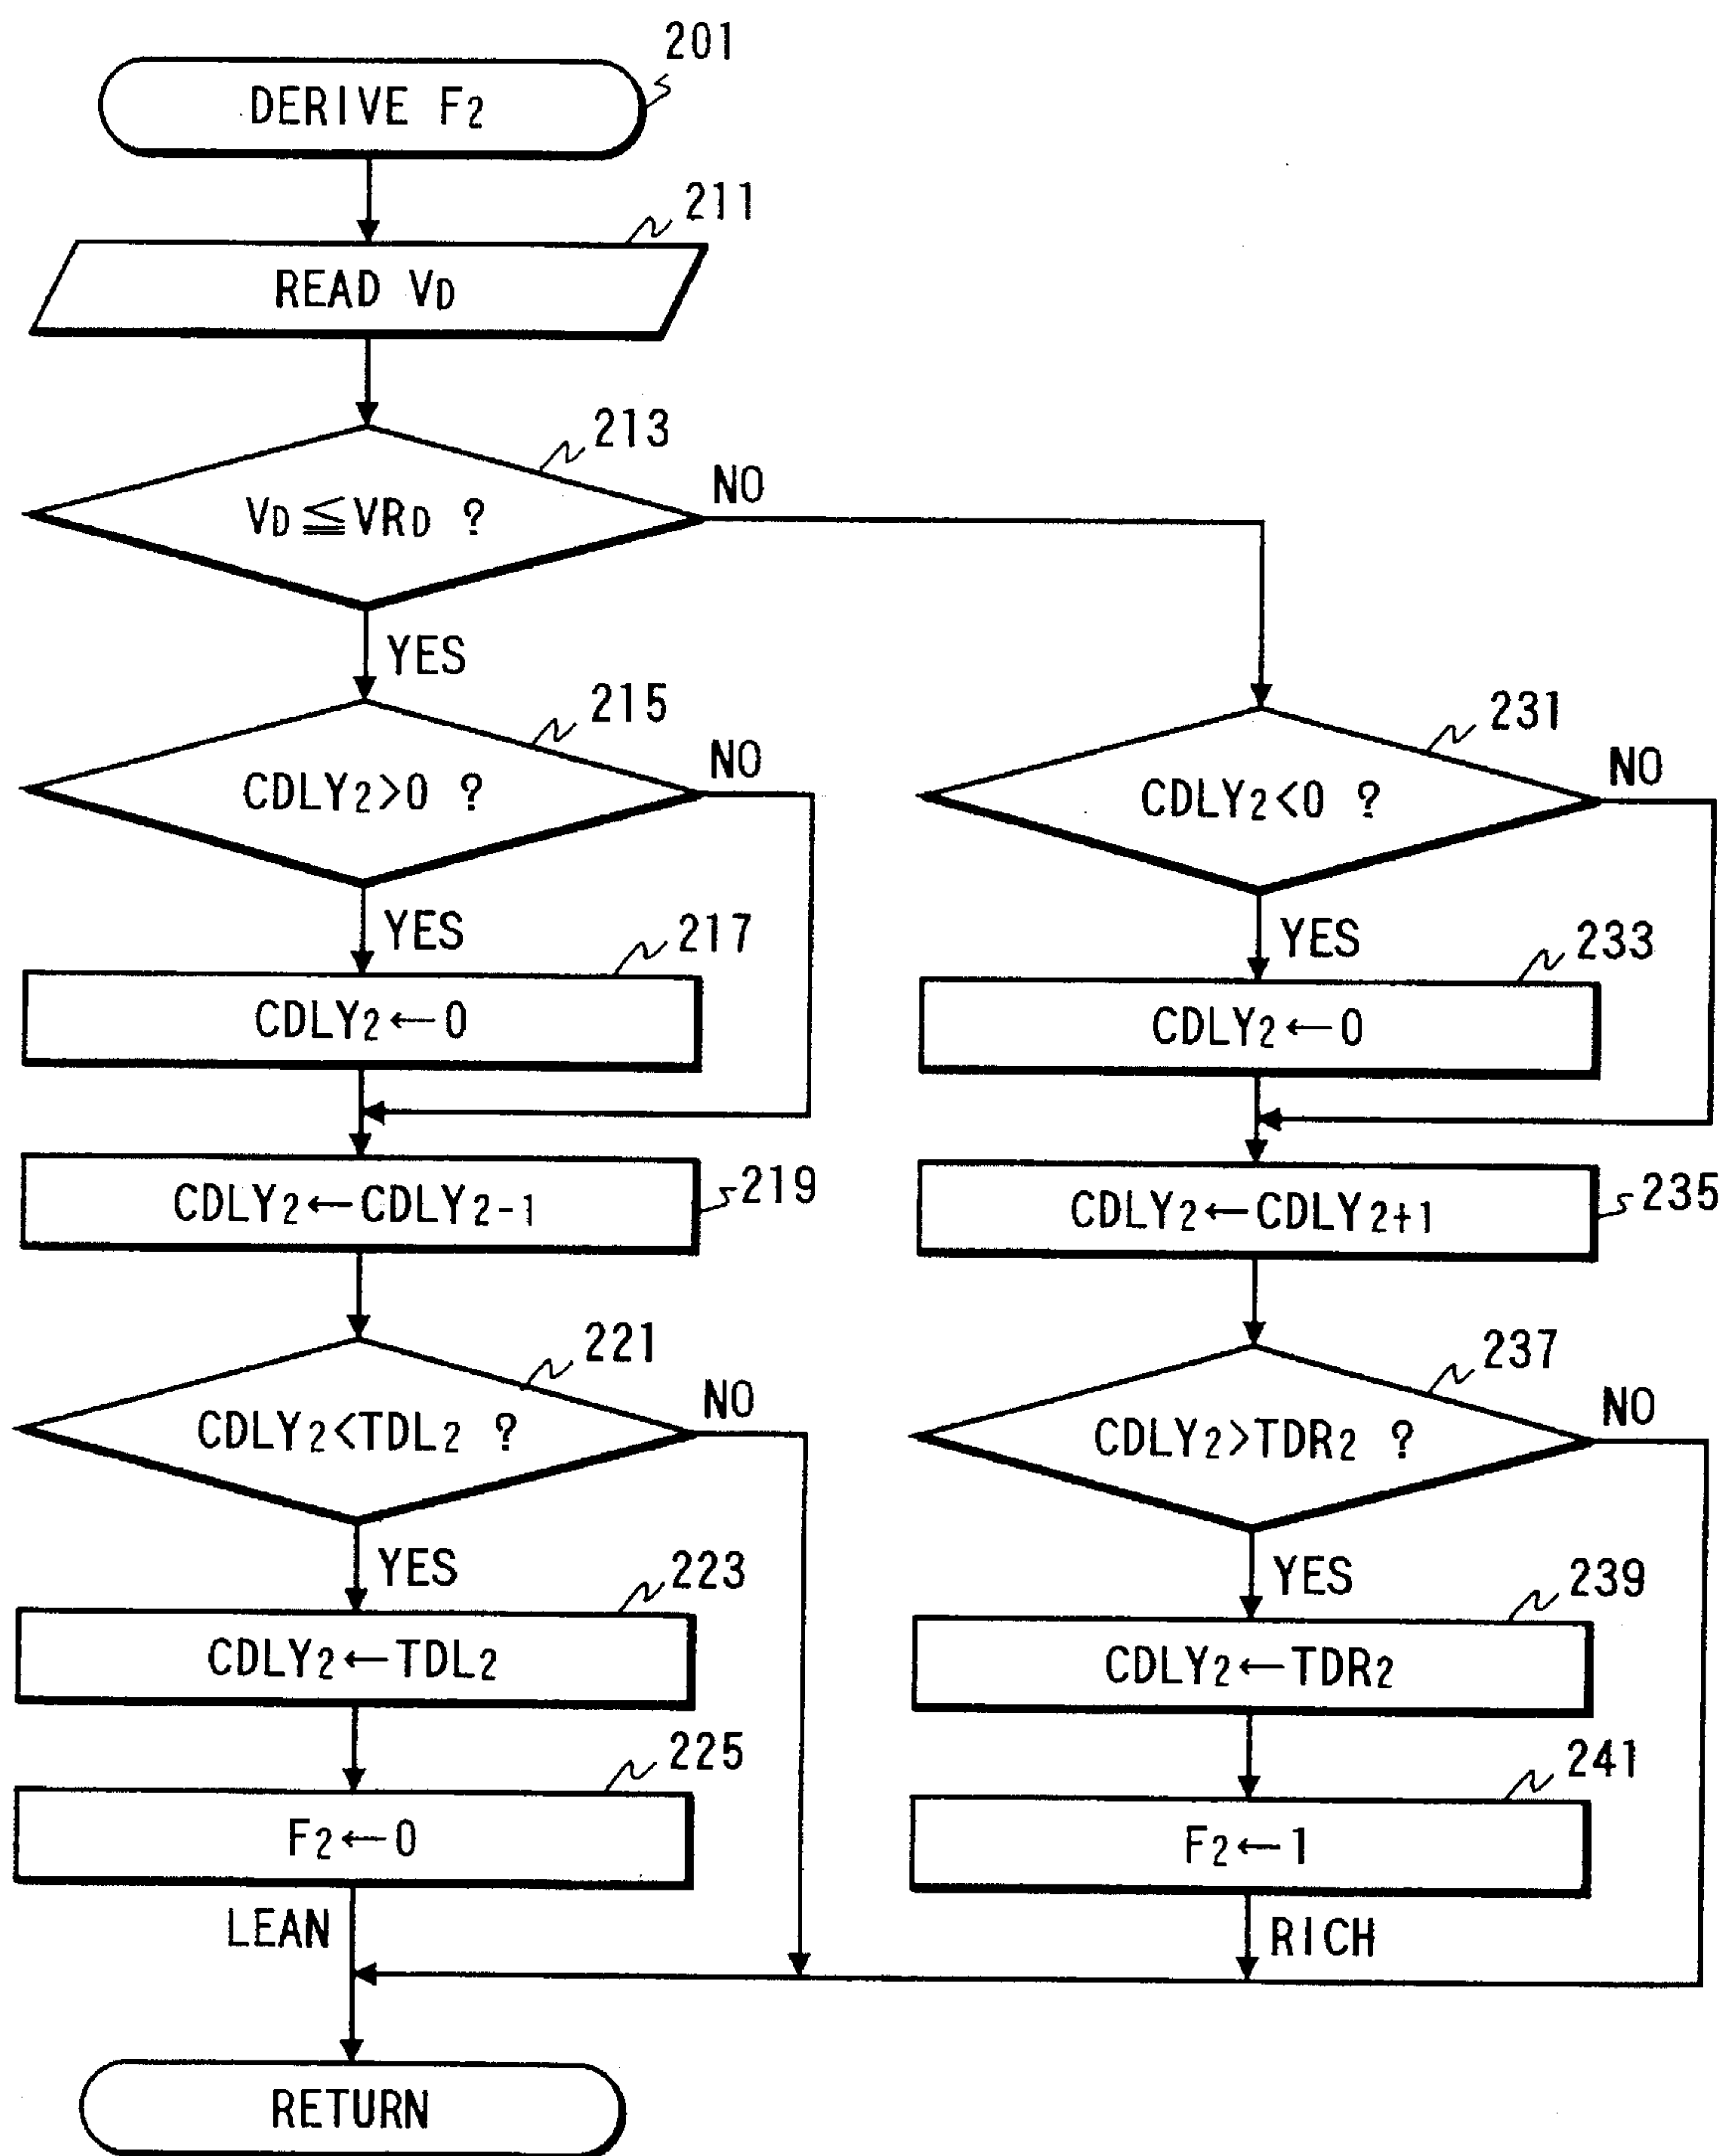 201
DERIVE F2
211
READ VD
213
VD≦VRD ?
NO
YES
215
CDLY2>0 ?
NO
YES
217
CDLY2←0
219
CDLY2←CDLY2-1
221
CDLY2<TDL2 ?
NO
YES
223
CDLY2←TDL2
225
F2←0
LEAN
231
CDLY2<0 ?
NO
YES
233
CDLY2←0
235
CDLY2←CDLY2+1
237
CDLY2>TDR2 ?
NO
YES
239
CDLY2←TDR2
241
F2←1
RICH
RETURN